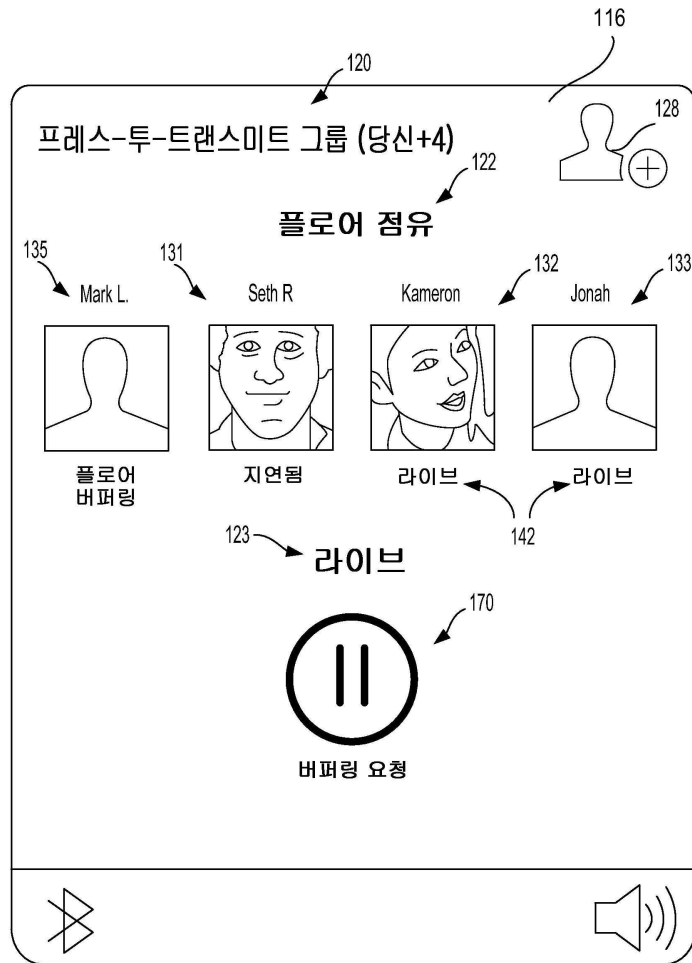 116
120
프레스-투-트랜스미트 그룹 (당신+4)
128
122
플로어 점유
135
131
132
133
Mark L.
Seth R
Kameron
Jonah
플로어
버퍼링
지연됨
라이브
라이브
142
123
라이브
170
버퍼링 요청